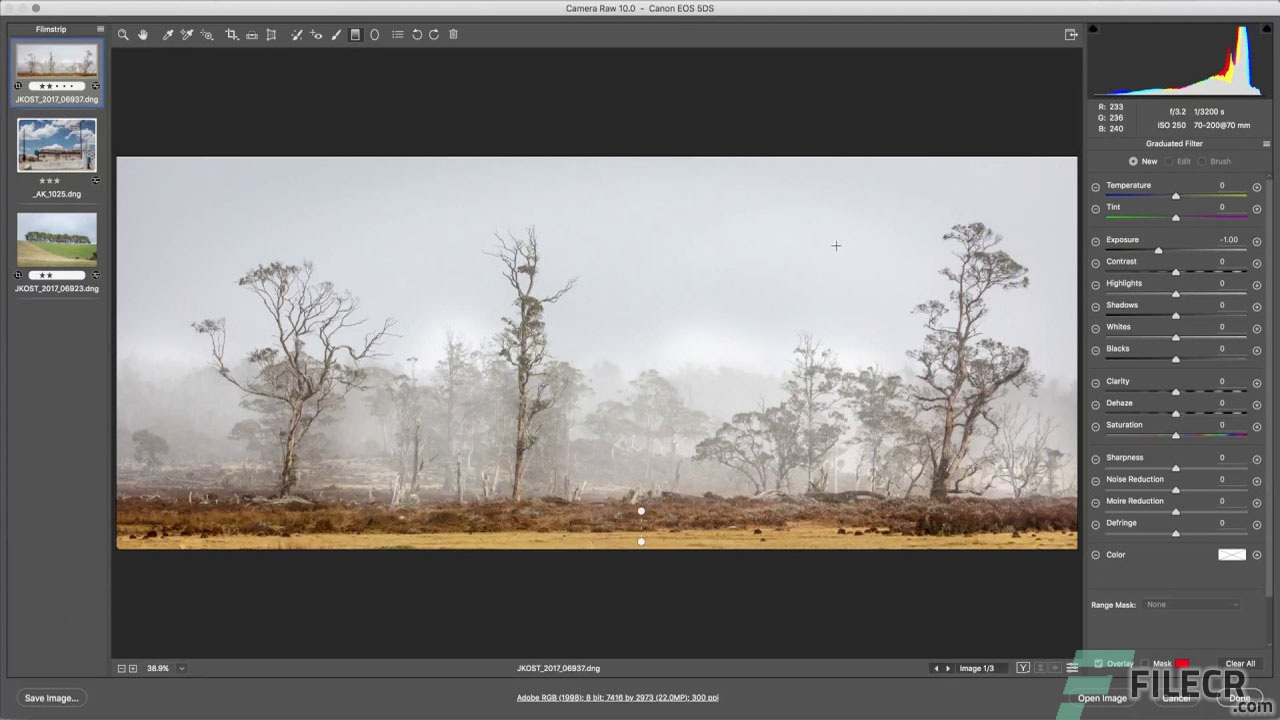 Camera Raw 10.0 - Canon EOS 5DS
Filmstrip
JKOST_2017_06937.dng
_AK_1025.dng
JKOST_2017_06923.dng
R: 233
G: 236
B: 240
f/3.2 1/3200 s
ISO 250 70-200@70 mm
Graduated Filter
New Edit Brush
Temperature 0
Tint 0
Exposure -1.00
Contrast 0
Highlights 0
Shadows 0
Whites 0
Blacks 0
Clarity 0
Dehaze 0
Saturation 0
Sharpness 0
Noise Reduction 0
Moire Reduction 0
Defringe 0
Color
Range Mask: None
38.9%
JKOST_2017_06937.dng
Image 1/3
Y
Overlay Mask Clear All
Save Image...
Adobe RGB (1998); 8 bit; 7416 by 2973 (22.0MP); 300 ppi
Open Image Cancel Done
FILECR
.com